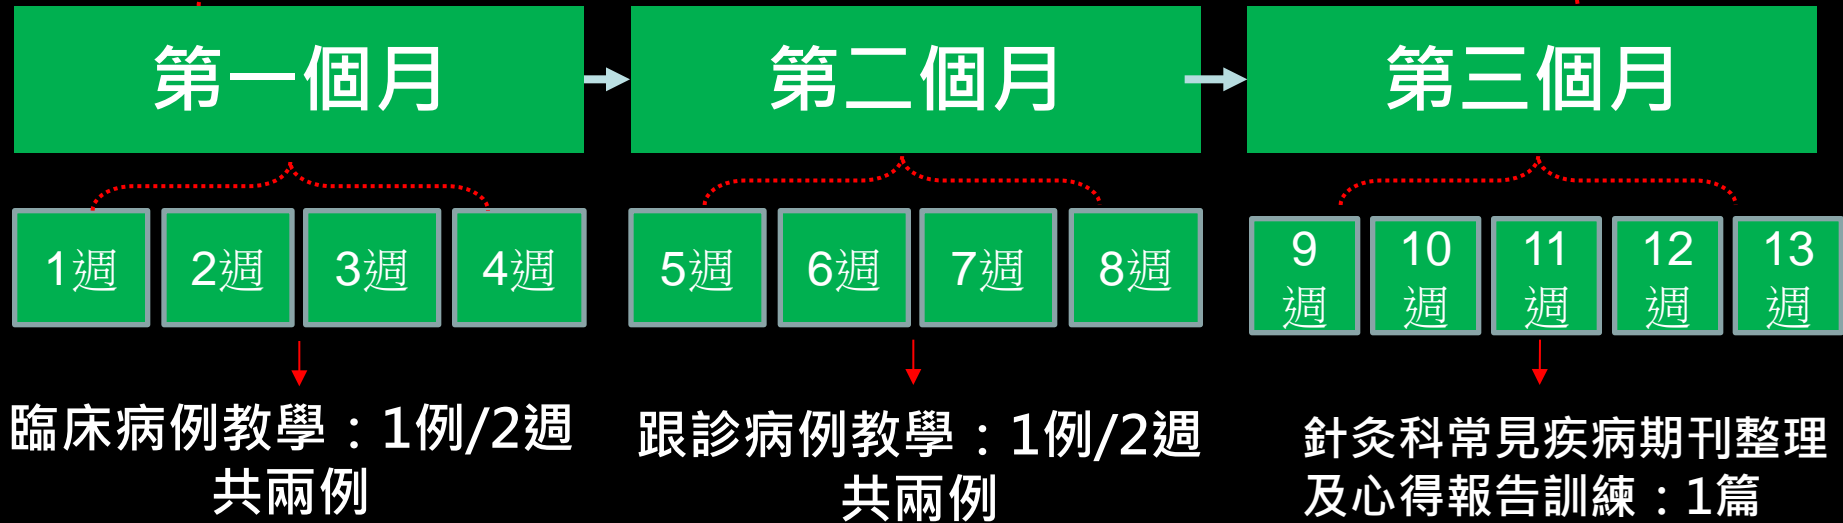 第一個月
第二個月
第三個月
1週
2週
3週
4週
5週
6週
7週
8週
9
週
10
週
11
週
12
週
13
週
臨床病例教學：1例/2週
共兩例
跟診病例教學：1例/2週
共兩例
針灸科常見疾病期刊整理
及心得報告訓練：1篇